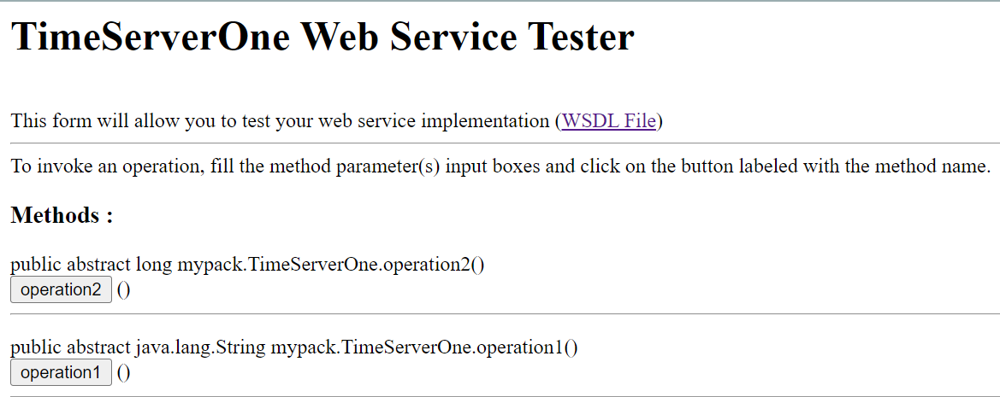 TimeServerOne Web Service Tester
This form will allow you to test your web service implementation (WSDL File)
To invoke an operation, fill the method parameter(s) input boxes and click on the button labeled with the method name.
Methods :
public abstract long mypack.TimeServerOne.operation2()
operation2 ()
public abstract java.lang.String mypack.TimeServerOne.operation1()
operation1 ()